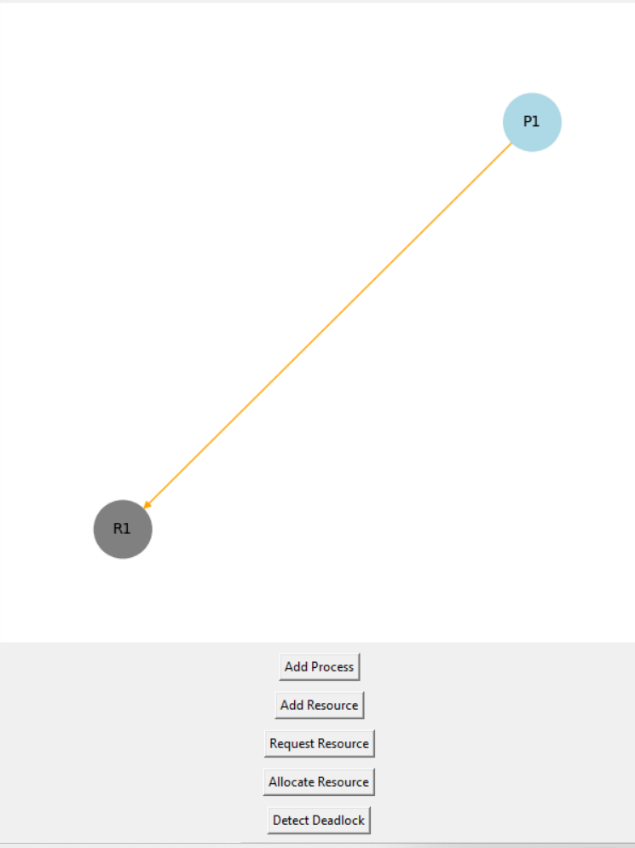 P1
R1
Add Process
Add Resource
Request Resource
Allocate Resource
Detect Deadlock